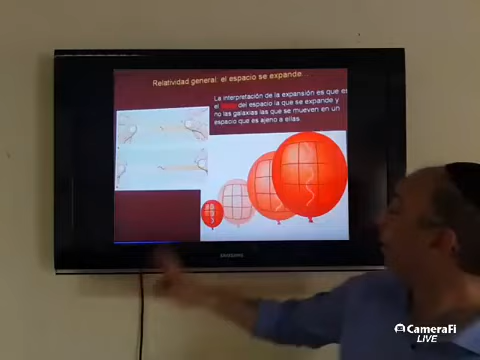 Relatividad general: el espacio se expande...
La interpretación de la expansión es que es
el del espacio la que se expande y
no las galaxias las que se mueven en un
espacio que es ajeno a ellas.
SAMSUNG
CameraFi
LIVE